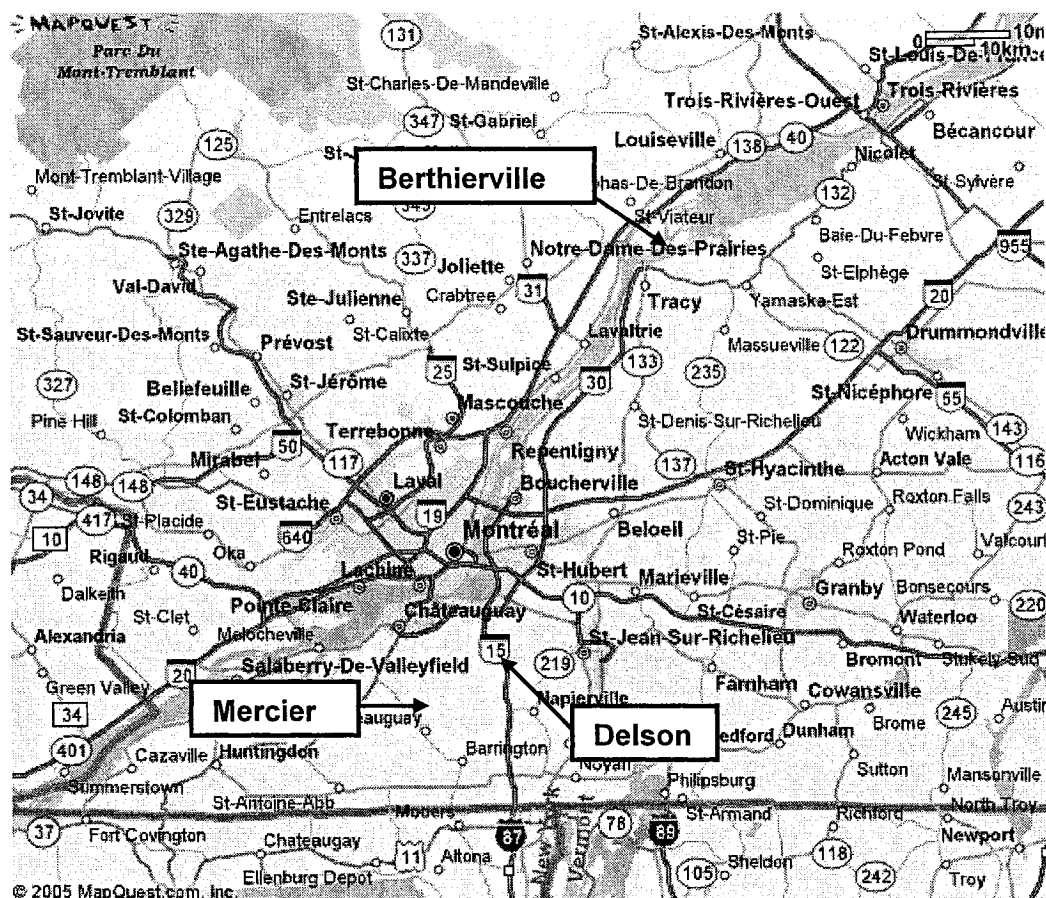 MAPQUEST
10m
10km
Parc Du
Mont-Tremblant
131
St-Alexis-Des-Monts
St-Charles-De-Mandeville
Trois-Rivières-Ouest
Trois-Rivières
347
St-Gabriel
Louiseville
138
40
Bécancour
125
Nicolet
Berthierville
Mont-Tremblant-Village
132
St-Sylvère
St-Jovite
329
Entrelacs
St-Viateur
Baie-Du-Febvre
955
Ste-Agathe-Des-Monts
337
Notre-Dame-Des-Prairies
St-Elphège
Val-David
Joliette
31
20
Ste-Julienne
Crabtree
Tracy
Yamaska-Est
St-Calixte
Lavaltrie
Drummondville
St-Sauveur-Des-Monts
Prévost
133
Massueville
122
25
St-Sulpice
235
327
Bellefeuille
St-Jérôme
30
St-Nicéphore
55
Mascouche
Pine Hill
St-Colomban
St-Denis-Sur-Richelieu
Wickham
143
Terrebonne
50
Repentigny
117
137
St-Hyacinthe
Acton Vale
116
Mirabel
148
148
Laval
Boucherville
34
St-Eustache
19
St-Dominique
Roxton Falls
243
417
St-Placide
640
Montréal
Beloeil
10
Oka
St-Pie
Valcourt
Rigaud
Roxton Pond
40
Lachine
St-Hubert
Marieville
Granby
Bonsecours
Dalkeith
Pointe-Claire
Châteauguay
10
St-Césaire
220
St-Clet
Waterloo
Alexandria
Melocheville
St-Jean-Sur-Richelieu
15
219
Bromont
Stukely-Sud
20
Salaberry-De-Valleyfield
Green Valley
Farnham
Cowansville
34
Mercier
Napierville
Brome
245
Delson
Dunham
401
Cazaville
Huntingdon
Barrington
Sutton
Summerstown
Noyan
Philipsburg
Mansonville
St-Antoine-Abb
North Troy
Mooers
New York
Vermont
St-Armand
Richford
37
Fort Covington
87
78
89
Newport
Chateaugay
11
Altona
Sheldon
118
Ellenburg Depot
105
242
Troy
© 2005 MapQuest.com, Inc.